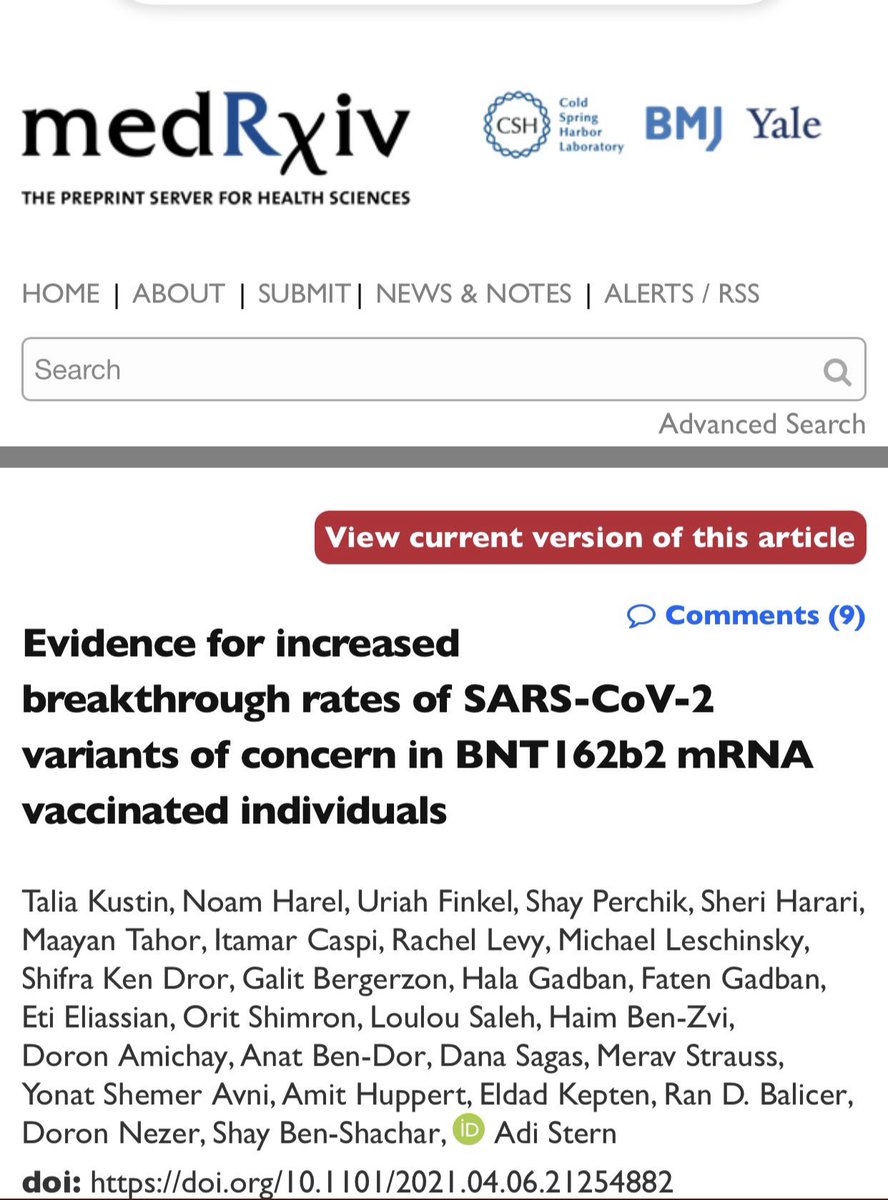 medRxiv
THE PREPRINT SERVER FOR HEALTH SCIENCES
CSH
Cold
Spring
Harbor
Laboratory
BMJ Yale
HOME | ABOUT | SUBMIT | NEWS & NOTES | ALERTS / RSS
Search
Advanced Search
View current version of this article
Comments (9)
Evidence for increased
breakthrough rates of SARS-CoV-2
variants of concern in BNT162b2 mRNA
vaccinated individuals
Talia Kustin, Noam Harel, Uriah Finkel, Shay Perchik, Sheri Harari,
Maayan Tahor, Itamar Caspi, Rachel Levy, Michael Leschinsky,
Shifra Ken Dror, Galit Bergerzon, Hala Gadban, Faten Gadban,
Eti Eliassian, Orit Shimron, Loulou Saleh, Haim Ben-Zvi,
Doron Amichay, Anat Ben-Dor, Dana Sagas, Merav Strauss,
Yonat Shemer Avni, Amit Huppert, Eldad Kepten, Ran D. Balicer,
Doron Nezer, Shay Ben-Shachar, iD Adi Stern
doi: https://doi.org/10.1101/2021.04.06.21254882